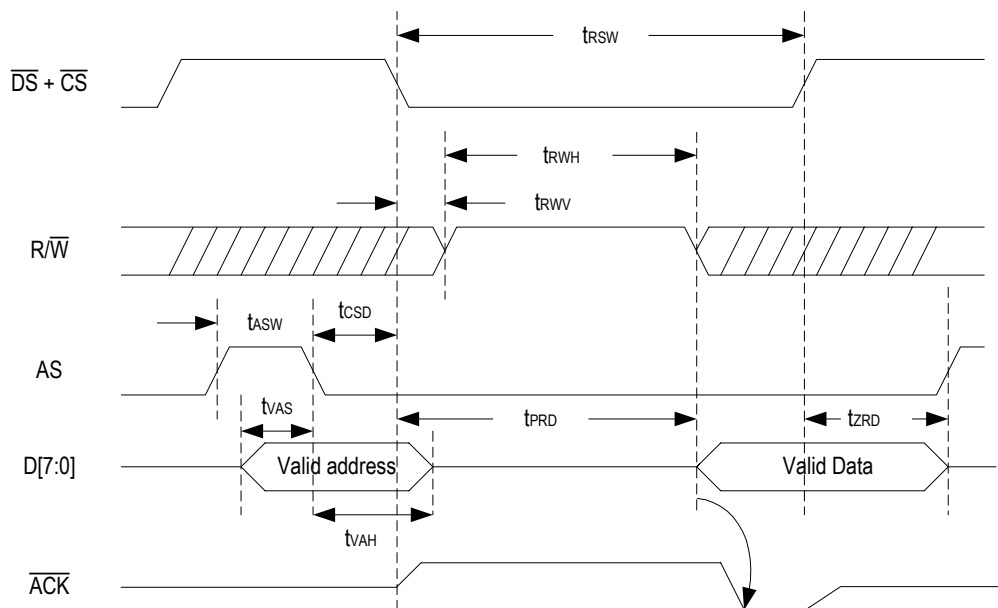 tRSW
DS + CS
tRWH
tRWV
R/W
tASW
tCSD
AS
tVAS
tPRD
tZRD
D[7:0]
Valid address
Valid Data
tVAH
ACK